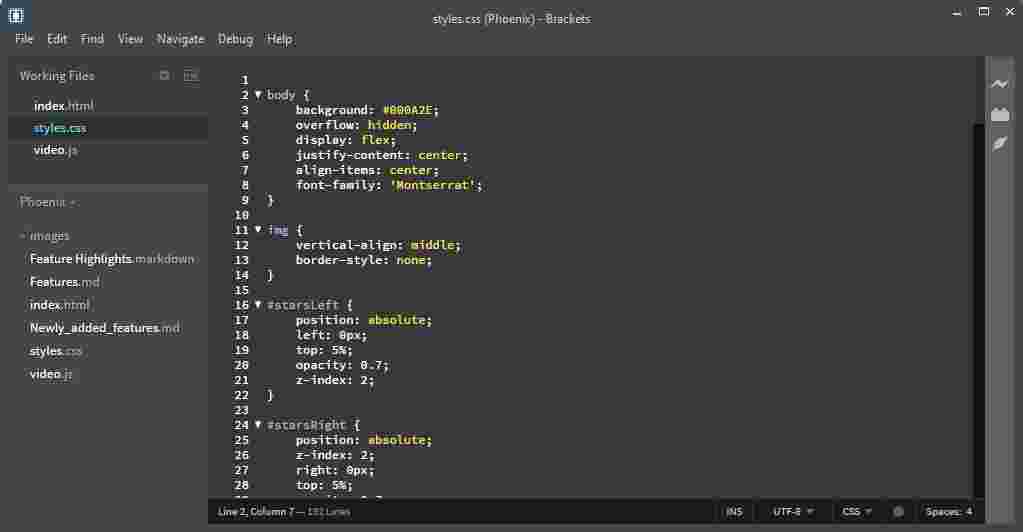 styles.css (Phoenix) - Brackets
File Edit Find View Navigate Debug Help
Working Files
index.html
styles.css
video.js
Phoenix
images
Feature Highlights.markdown
Features.md
index.html
Newly_added_features.md
styles.css
video.js
1
2 body {
3 background: #000A2E;
4 overflow: hidden;
5 display: flex;
6 justify-content: center;
7 align-items: center;
8 font-family: 'Montserrat';
9 }
10
11 img {
12 vertical-align: middle;
13 border-style: none;
14 }
15
16 #starsLeft {
17 position: absolute;
18 left: 0px;
19 top: 5%;
20 opacity: 0.7;
21 z-index: 2;
22 }
23
24 #starsRight {
25 position: absolute;
26 z-index: 2;
27 right: 0px;
28 top: 5%;
Line 2, Column 7 — 192 Lines
INS UTF-8 CSS Spaces: 4